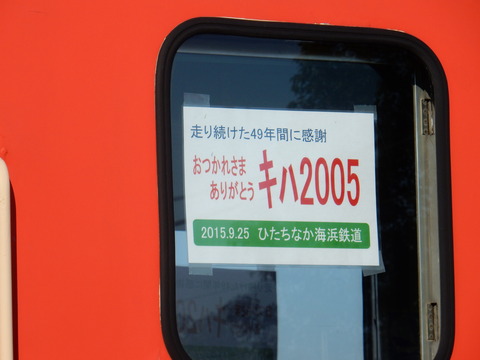 走り続けた49年間に感謝
おつかれさま
ありがとう
キハ2005
2015.9.25 ひたちなか海浜鉄道